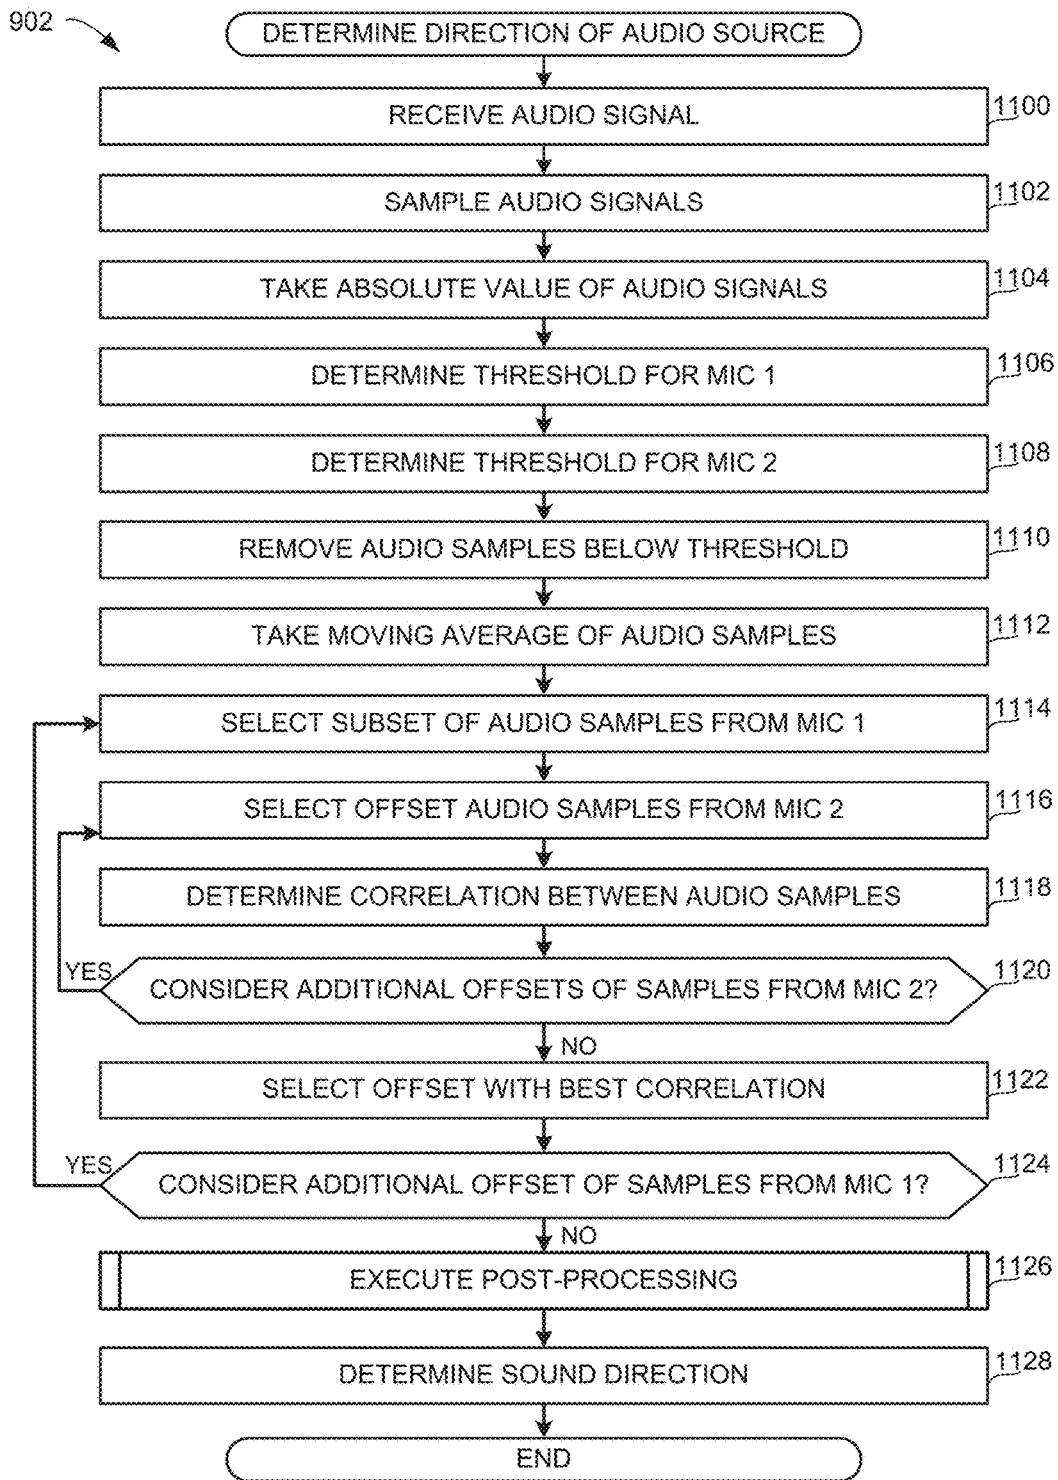 902
DETERMINE DIRECTION OF AUDIO SOURCE
RECEIVE AUDIO SIGNAL
1100
SAMPLE AUDIO SIGNALS
1102
TAKE ABSOLUTE VALUE OF AUDIO SIGNALS
1104
DETERMINE THRESHOLD FOR MIC 1
1106
DETERMINE THRESHOLD FOR MIC 2
1108
REMOVE AUDIO SAMPLES BELOW THRESHOLD
1110
TAKE MOVING AVERAGE OF AUDIO SAMPLES
1112
SELECT SUBSET OF AUDIO SAMPLES FROM MIC 1
1114
SELECT OFFSET AUDIO SAMPLES FROM MIC 2
1116
DETERMINE CORRELATION BETWEEN AUDIO SAMPLES
1118
YES
CONSIDER ADDITIONAL OFFSETS OF SAMPLES FROM MIC 2?
1120
NO
SELECT OFFSET WITH BEST CORRELATION
1122
YES
CONSIDER ADDITIONAL OFFSET OF SAMPLES FROM MIC 1?
1124
NO
EXECUTE POST-PROCESSING
1126
DETERMINE SOUND DIRECTION
1128
END